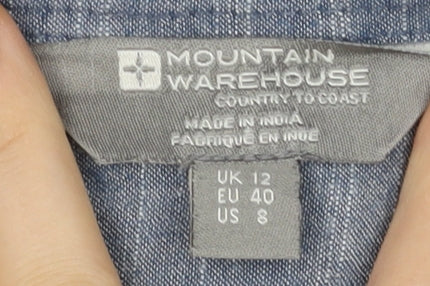 MOUNTAIN
WAREHOUSE
COUNTRY TO COAST
MADE IN INDIA
FABRIQUÉ EN INDE
UK 12
EU 40
US 8